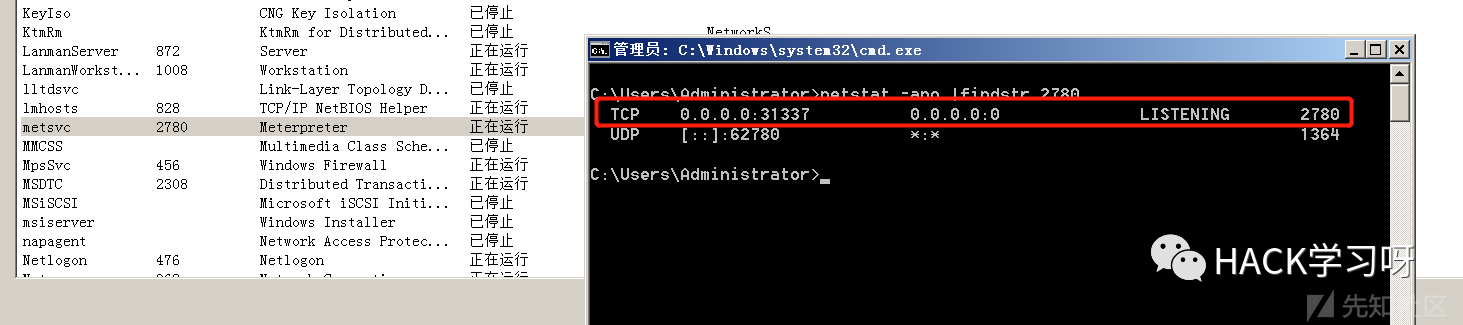 KeyIso CNG Key Isolation 已停止
KtmRm KtmRm for Distributed... 已停止 NetworkS
LanmanServer 872 Server 正在运行
LanmanWorkst... 1008 Workstation 正在运行
lltdsvc Link-Layer Topology D... 已停止
lmhosts 828 TCP/IP NetBIOS Helper 正在运行
metsvc 2780 Meterpreter 正在运行
MMCSS Multimedia Class Sche... 已停止
MpsSvc 456 Windows Firewall 正在运行
MSDTC 2308 Distributed Transacti... 正在运行
MSiSCSI Microsoft iSCSI Initi... 已停止
msiserver Windows Installer 已停止
napagent Network Access Protec... 已停止
Netlogon 476 Netlogon 正在运行
管理员: C:\Windows\system32\cmd.exe
C:\Users\Administrator>netstat -ano |findstr 2780
TCP 0.0.0.0:31337 0.0.0.0:0 LISTENING 2780
UDP [::]:62780 *:* 1364
C:\Users\Administrator>
HACK学习呀
先知社区